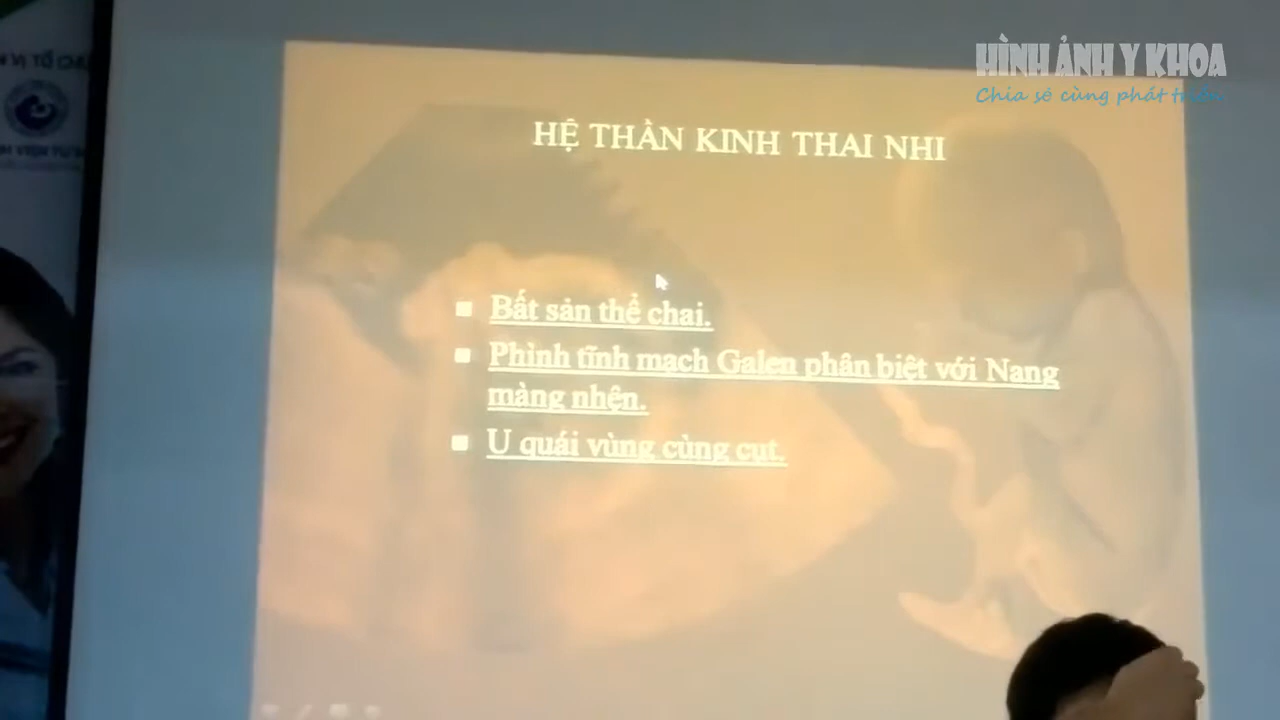 HÌNH ẢNH Y KHOA
Chia sẻ cùng phát triển
HỆ THẦN KINH THAI NHI
Bất sản thể chai.
Phình tĩnh mạch Galen phân biệt với Nang
màng nhện.
U quái vùng cùng cụt.